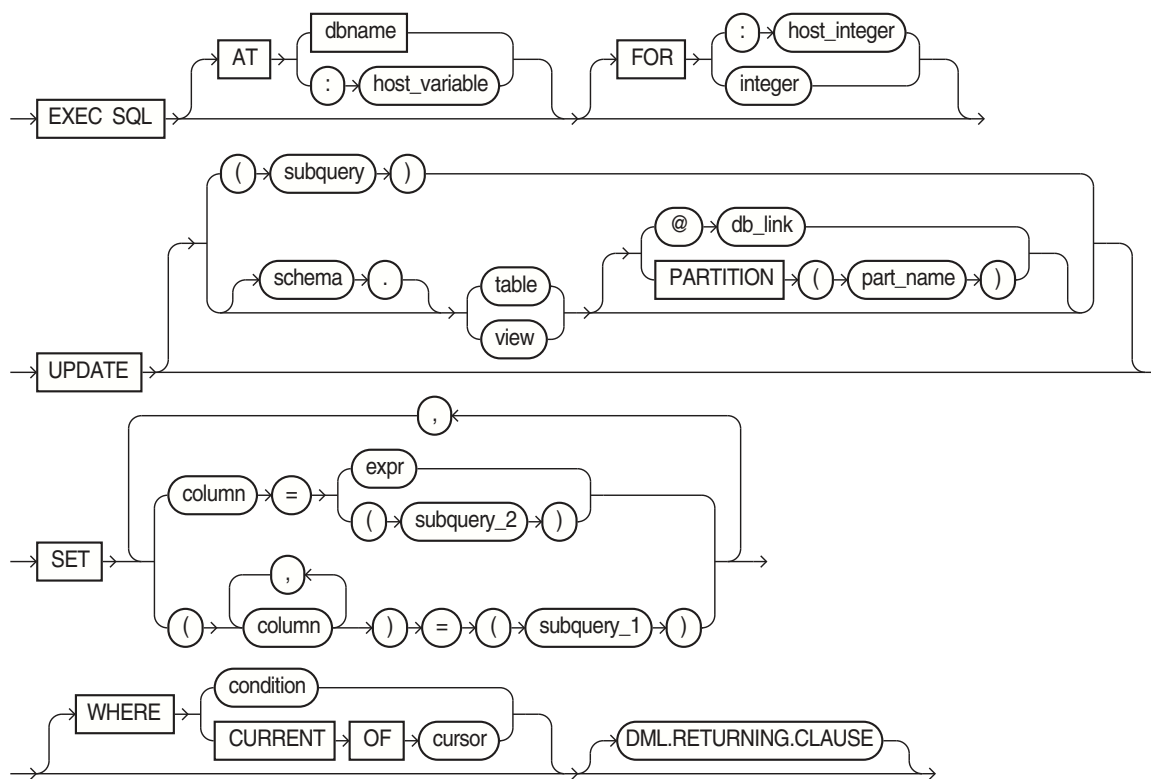 dbname
: host_integer
AT
FOR
: host_variable
integer
EXEC SQL
( subquery )
@ db_link
schema .
table
PARTITION ( part_name )
view
UPDATE
,
expr
column =
( subquery_2 )
SET
,
( column ) = ( subquery_1 )
condition
WHERE
DML.RETURNING.CLAUSE
CURRENT OF cursor